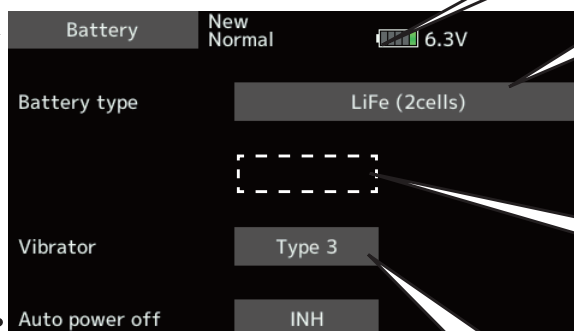 Battery
New
Normal
6.3V
Battery type
LiFe (2cells)
Vibrator
Type 3
Auto power off
INH